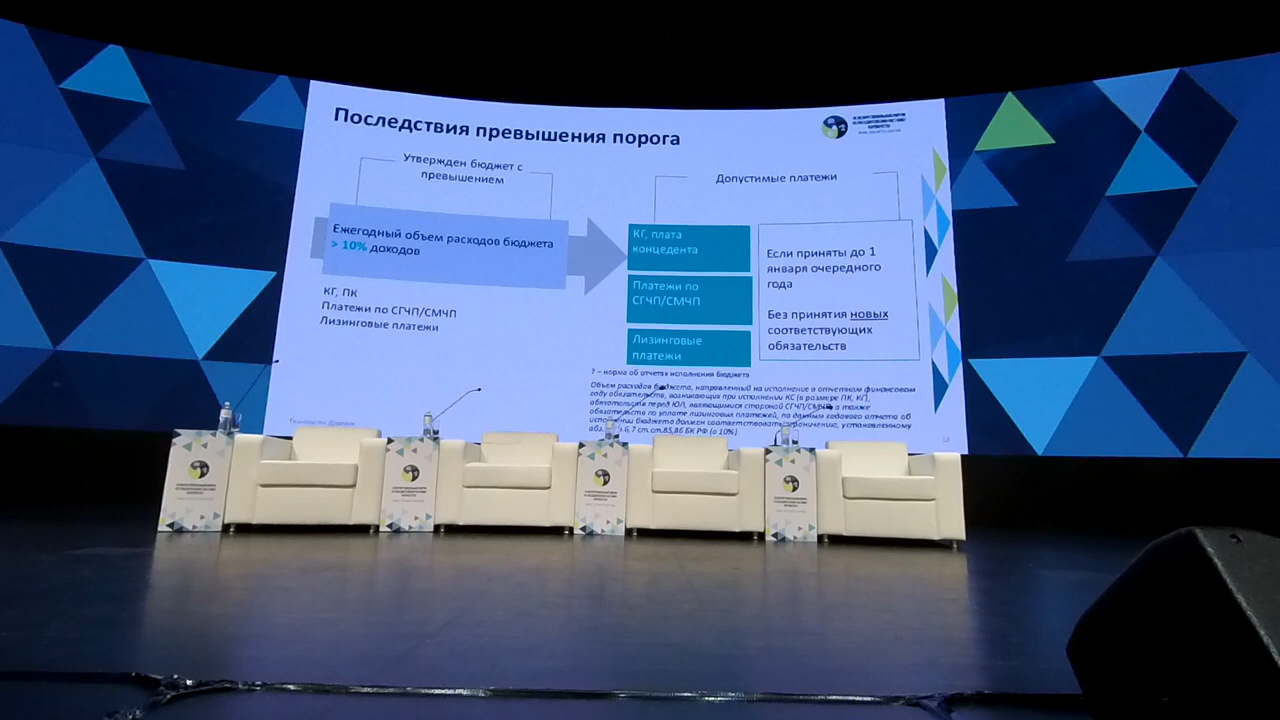 Последствия превышения порога
Утвержден бюджет с
превышением
Ежегодный объем расходов бюджета
> 10% доходов
КГ, ПК
Платежи по СГЧП/СМЧП
Лизинговые платежи
Допустимые платежи
КГ, плата
концедента
Платежи по
СГЧП/СМЧП
Лизинговые
платежи
Если приняты до 1
января очередного
года
Без принятия новых
соответствующих
обязательств
? – норма об отчетах исполнения бюджета
Объем расходов бюджета, направленный на исполнение в отчетном финансовом
году обязательств, возникающих при исполнении КС (в размере ПК, КГ),
обязательств перед ЮЛ, являющимися стороной СГЧП/СМЧП, а также
обязательств по уплате лизинговых платежей, по данным годового отчета об
исполнении бюджета должен соответствовать ограничению, установленному
6,7 ст.ст.85,86 БК РФ (о 10%).